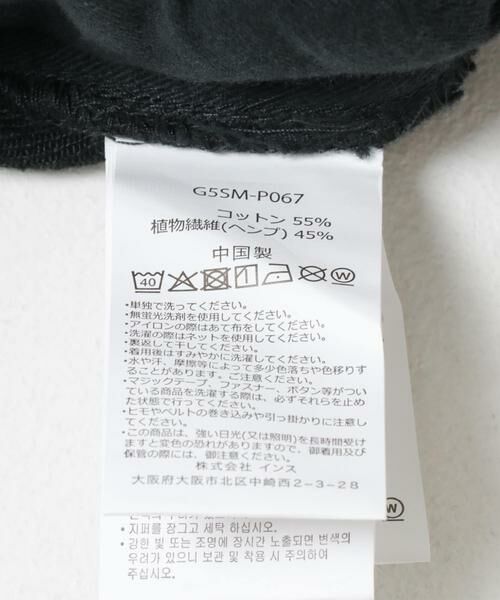 G5SM-P067
コットン 55%
植物繊維(ヘンプ) 45%
中国製
40
W
・単独で洗ってください。
・無蛍光洗剤を使用してください。
・アイロンの際はあて布をしてください。
・洗濯の際はネットを使用してください。
・裏返して干してください。
・着用後はすみやかに洗濯してください。
・水や汗、摩擦等によって多少色落ちや色移りす
ることがあります。ご注意ください。
・マジックテープ、ファスナー、ボタン等がつい
ている商品を洗濯する際は、必ずそれらを止め
た状態で行ってください。
・ヒモやベルトの巻き込みや引っ掛かりに注意し
てください。
・この商品は、強い日光(又は照明)を長時間受け
ますと変色の恐れがありますので、御着用及び
保管の際には、御注意ください。
株式会社 インス
大阪府大阪市北区中崎西2-3-28
W
• 지퍼를 잠그고 세탁 하십시오.
• 강한 빛 또는 조명에 장시간 노출되면 변색의
우려가 있으니 보관 및 착용 시 주의하십시오.